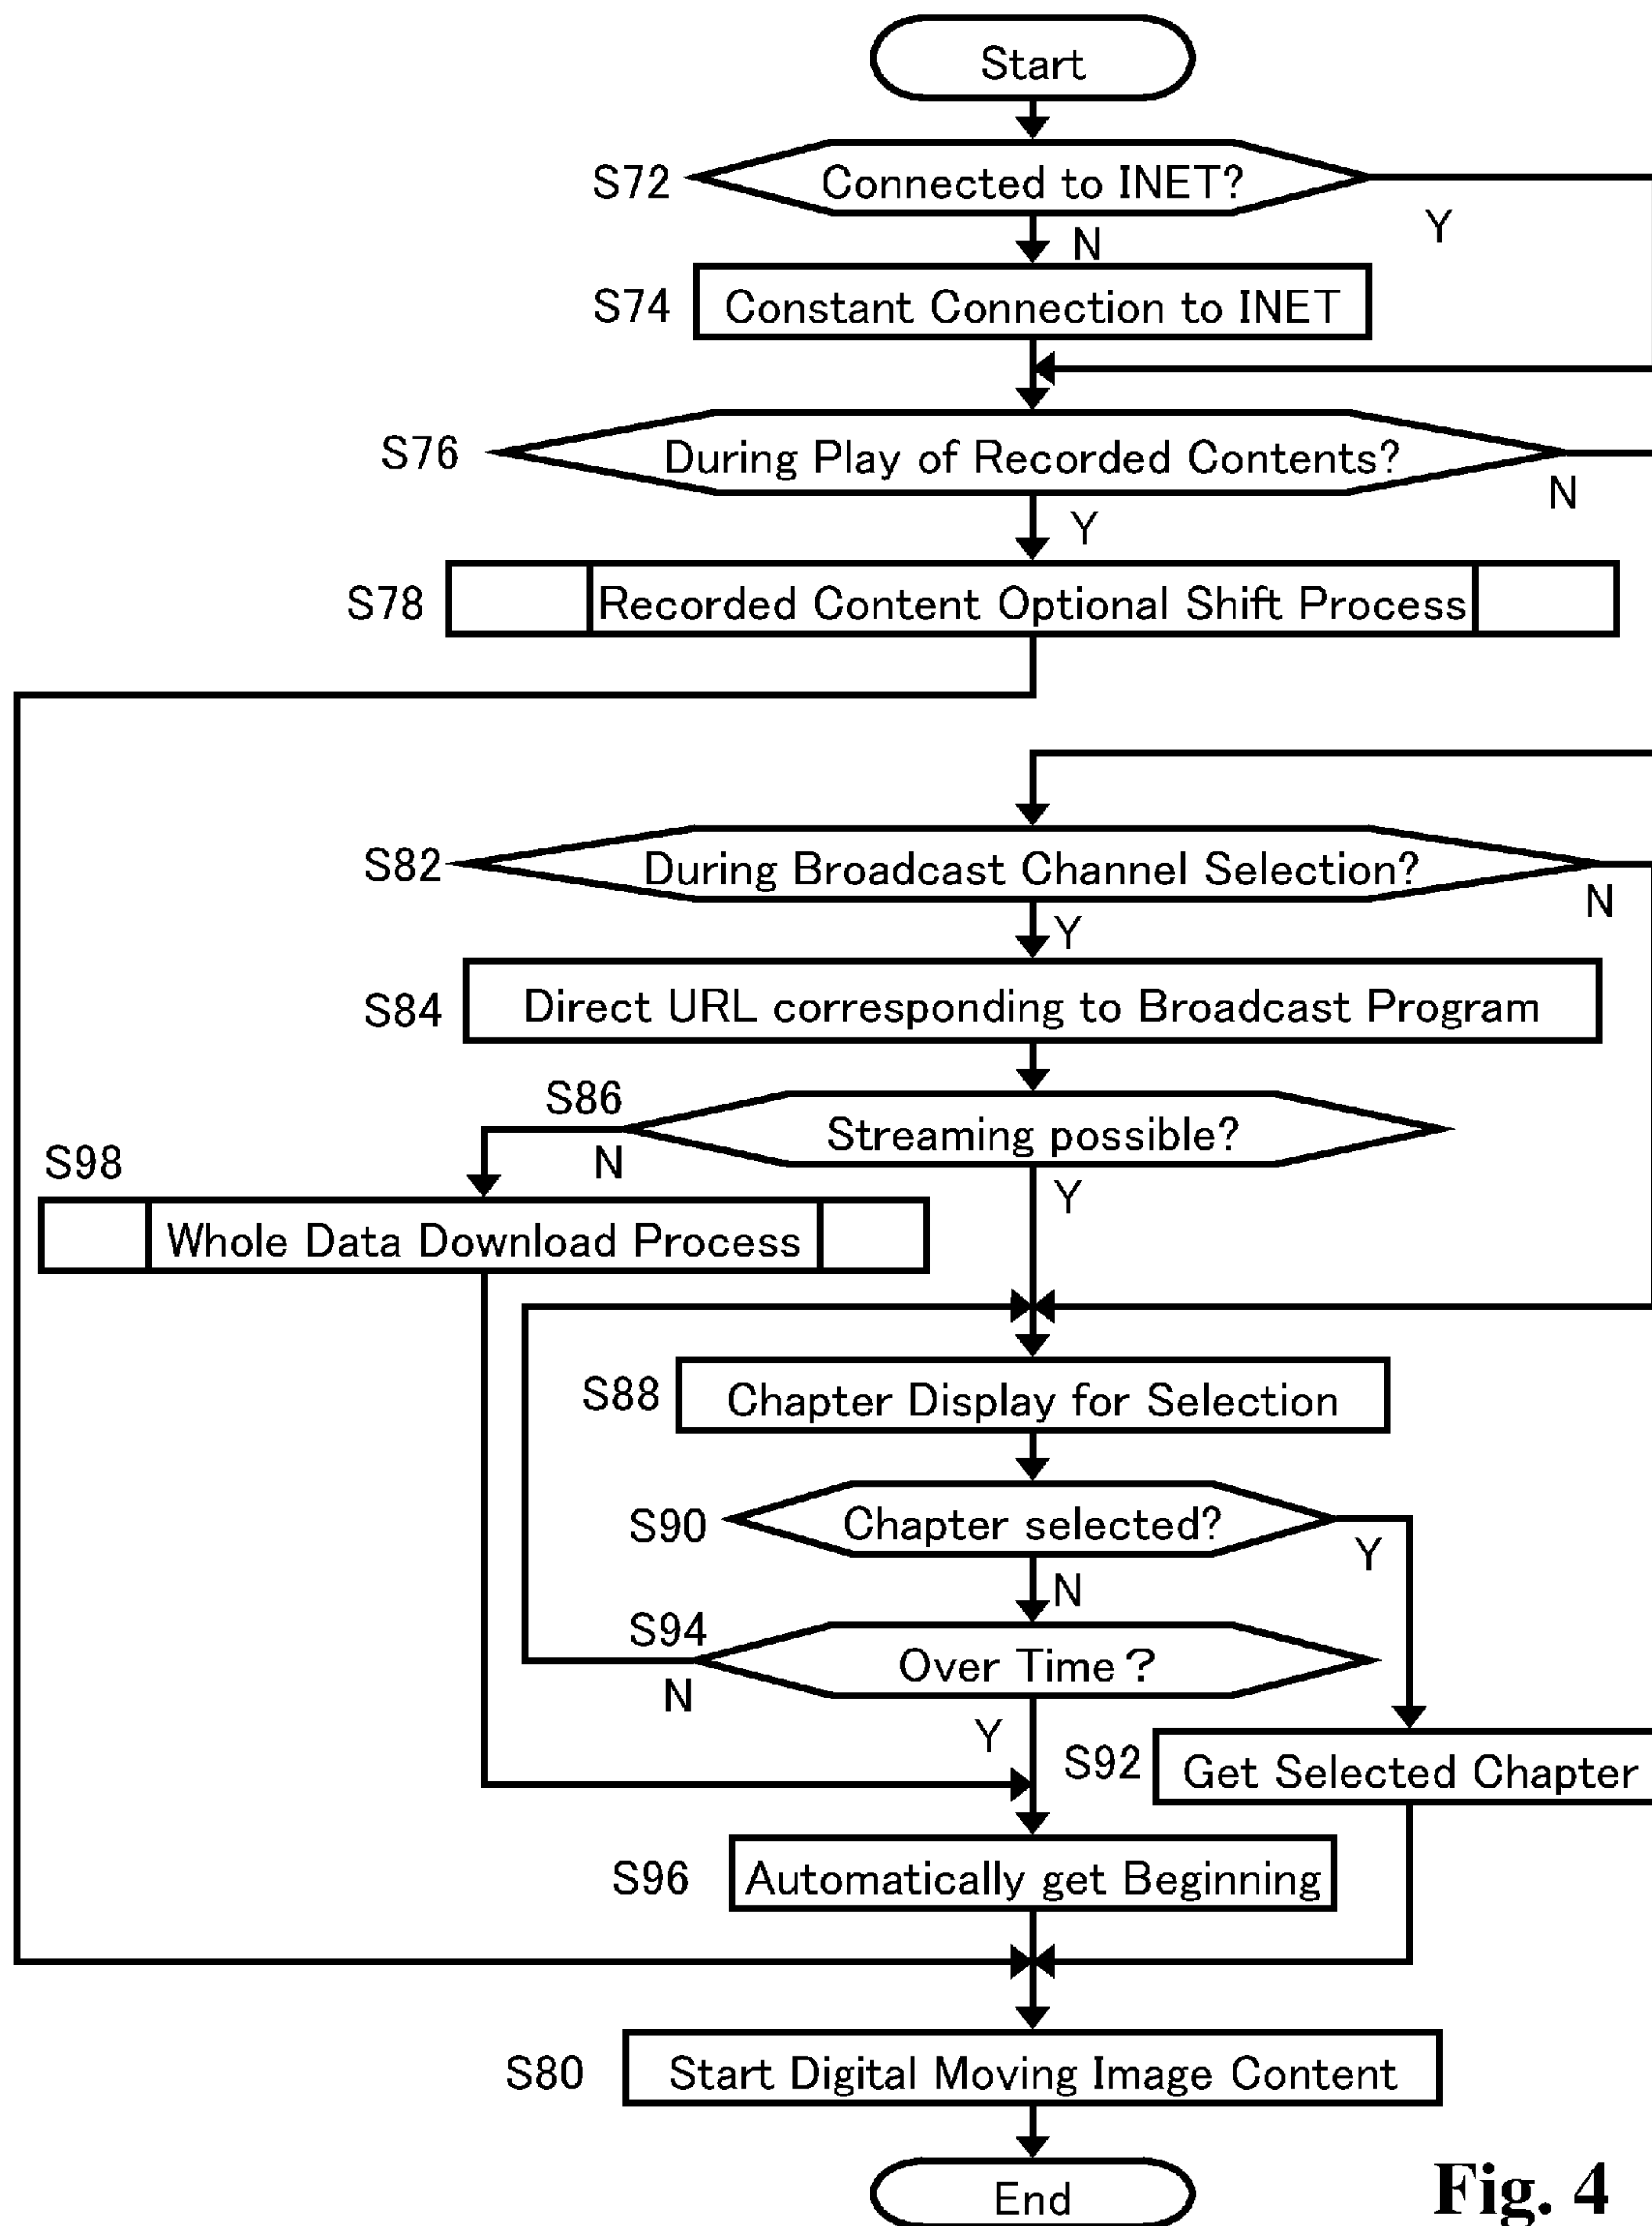 Start
S72
Connected to INET?
Y
N
S74
Constant Connection to INET
S76
During Play of Recorded Contents?
N
Y
S78
Recorded Content Optional Shift Process
S82
During Broadcast Channel Selection?
N
Y
S84
Direct URL corresponding to Broadcast Program
S86
Streaming possible?
N
Y
S98
Whole Data Download Process
S88
Chapter Display for Selection
S90
Chapter selected?
Y
N
S94
Over Time?
N
Y
S92
Get Selected Chapter
S96
Automatically get Beginning
S80
Start Digital Moving Image Content
End
Fig. 4